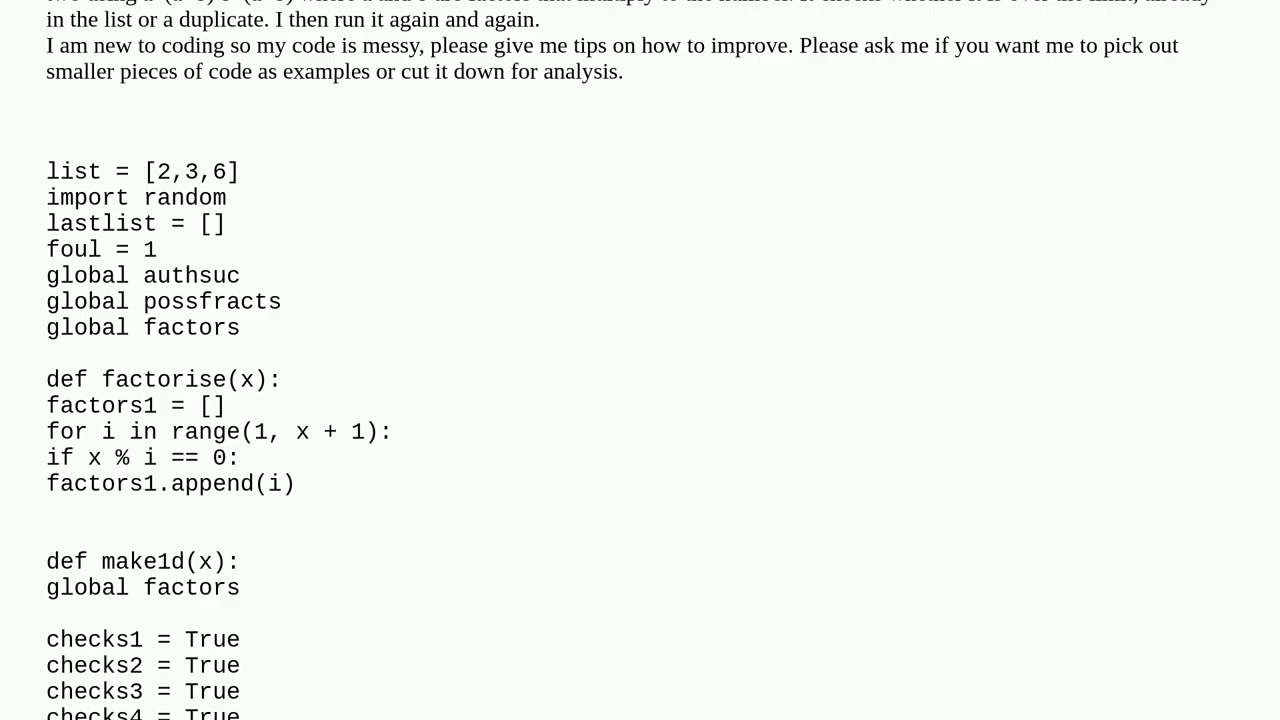 in the list or a duplicate. I then run it again and again.
I am new to coding so my code is messy, please give me tips on how to improve. Please ask me if you want me to pick out
smaller pieces of code as examples or cut it down for analysis.
list = [2,3,6]
import random
lastlist = []
foul = 1
global authsuc
global possfracts
global factors
def factorise(x):
factors1 = []
for i in range(1, x + 1):
if x % i == 0:
factors1.append(i)
def make1d(x):
global factors
checks1 = True
checks2 = True
checks3 = True
checks4 = True